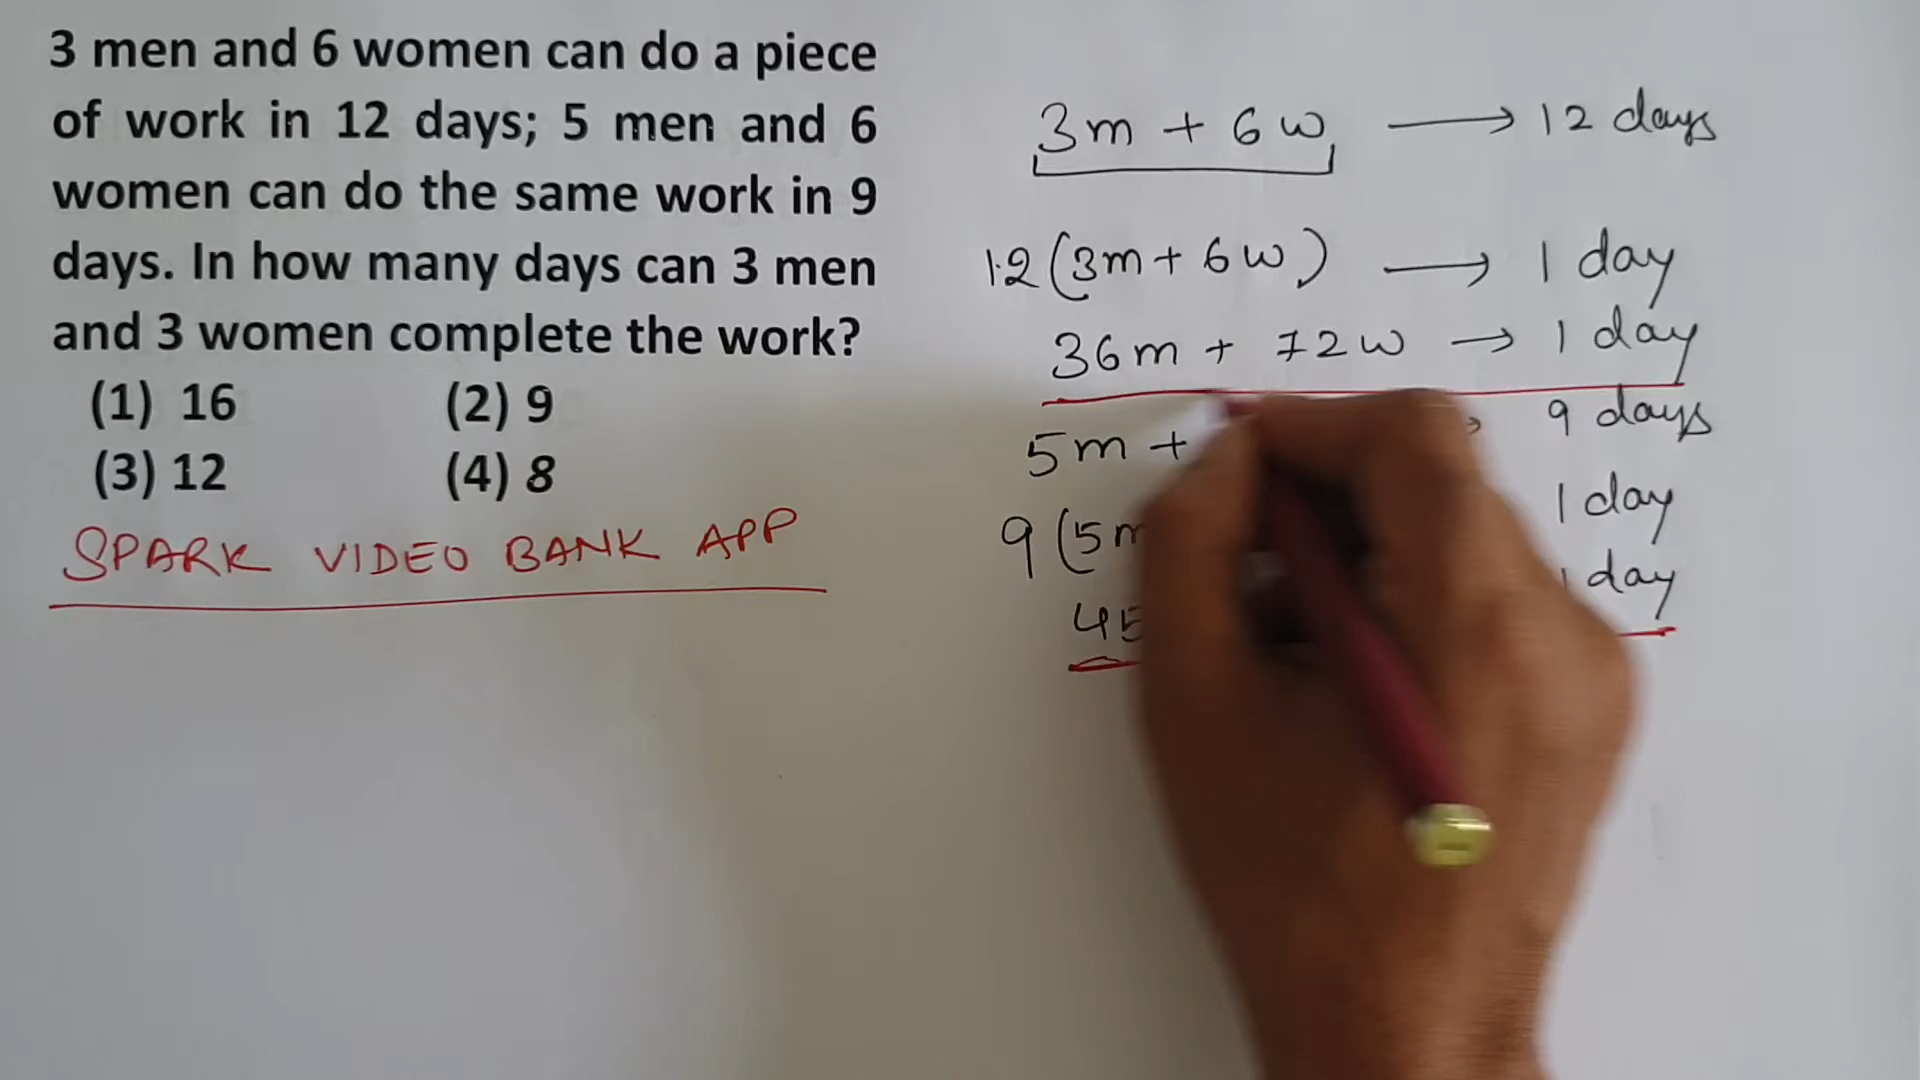 3 men and 6 women can do a piece
of work in 12 days; 5 men and 6
women can do the same work in 9
days. In how many days can 3 men
and 3 women complete the work?
(1) 16 (2) 9
(3) 12 (4) 8
SPARK VIDEO BANK APP
3m + 6w → 12 days
12(3m + 6w) → 1 day
36m + 72w → 1 day
5m + 9 days
9(5m 1 day
45 1 day